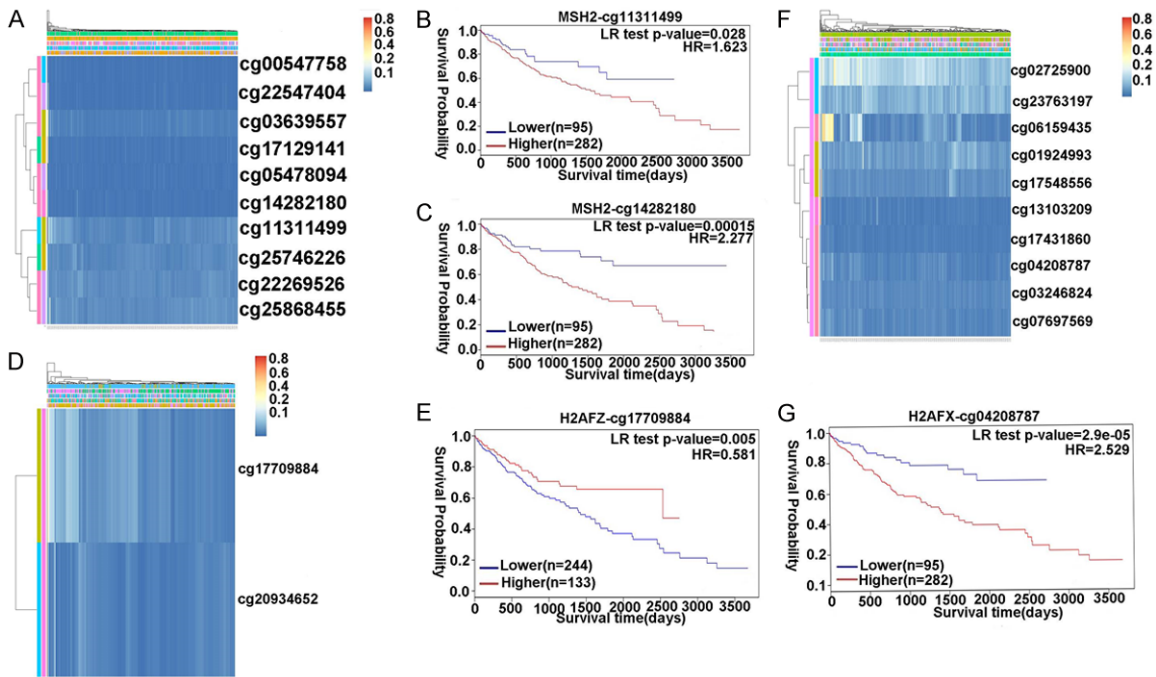 A
0.8
0.6
0.4
0.1
cg00547758
cg22547404
cg03639557
cg17129141
cg05478094
cg14282180
cg11311499
cg25746226
cg22269526
cg25868455
B
MSH2-cg11311499
LR test p-value=0.028
HR=1.623
Survival Probability
1.0
0.8
0.6
0.4
0.2
0.0
Lower(n=95)
Higher(n=282)
0 500 1000 1500 2000 2500 3000 3500
Survival time(days)
C
MSH2-cg14282180
LR test p-value=0.00015
HR=2.277
Survival Probability
1.0
0.8
0.6
0.4
0.2
0.0
Lower(n=95)
Higher(n=282)
0 500 1000 1500 2000 2500 3000 3500
Survival time(days)
F
0.8
0.6
0.4
0.1
cg02725900
cg23763197
cg06159435
cg01924993
cg17548556
cg13103209
cg17431860
cg04208787
cg03246824
cg07697569
D
0.8
0.6
0.4
0.1
cg17709884
cg20934652
E
H2AFZ-cg17709884
LR test p-value=0.005
HR=0.581
Survival Probability
1.0
0.8
0.6
0.4
0.2
0.0
Lower(n=244)
Higher(n=133)
0 500 1000 1500 2000 2500 3000 3500
Survival time(days)
G
H2AFX-cg04208787
LR test p-value=2.9e-05
HR=2.529
Survival Probability
1.0
0.8
0.6
0.4
0.2
0.1
Lower(n=95)
Higher(n=282)
0 500 1000 1500 2000 2500 3000 3500
Survival time(days)